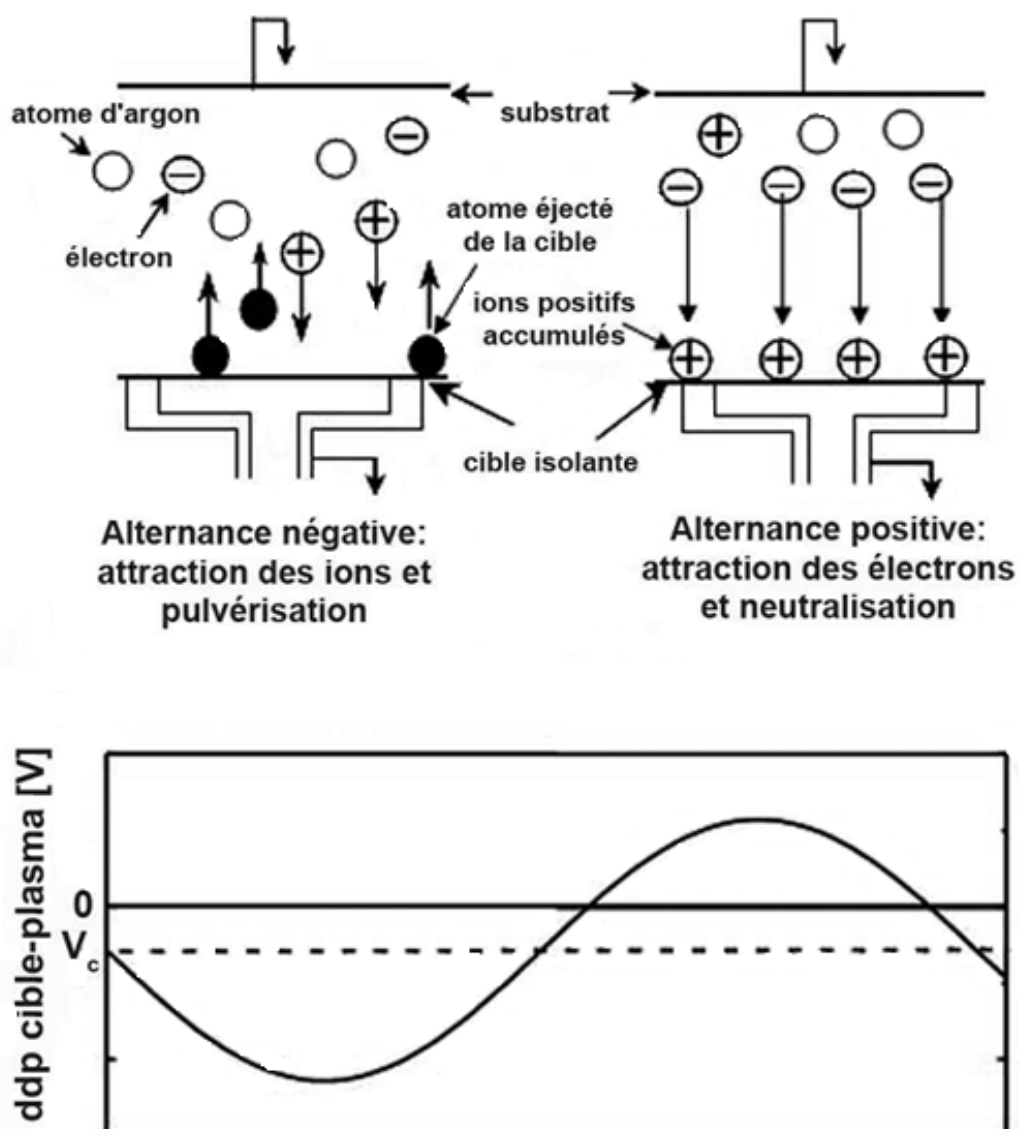 substrat
atome d'argon
électron
atome éjecté
de la cible
ions positifs
accumulés
cible isolante
Alternance négative:
attraction des ions et
pulvérisation
Alternance positive:
attraction des électrons
et neutralisation
ddp cible-plasma [V]
0
Vc